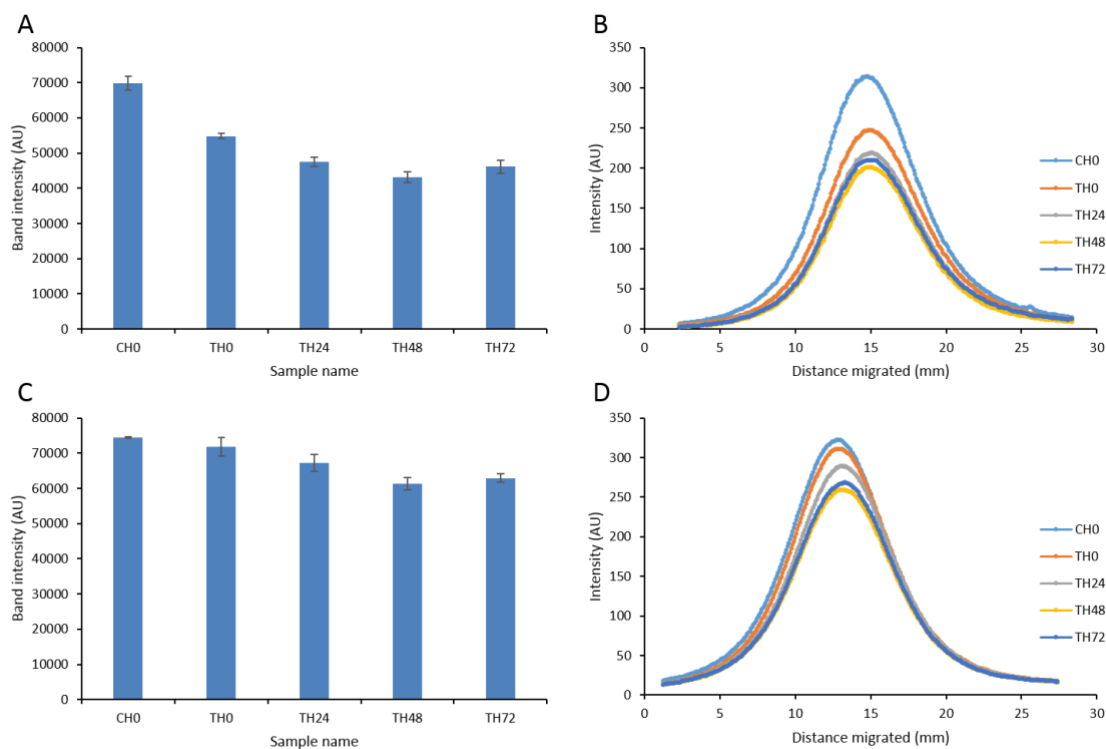 A
80000
70000
60000
50000
40000
30000
20000
10000
0
Band intensity (AU)
CH0 TH0 TH24 TH48 TH72
Sample name
B
350
300
250
200
150
100
50
0
Intensity (AU)
0 5 10 15 20 25 30
Distance migrated (mm)
CH0
TH0
TH24
TH48
TH72
C
80000
70000
60000
50000
40000
30000
20000
10000
0
Band intensity (AU)
CH0 TH0 TH24 TH48 TH72
Sample name
D
350
300
250
200
150
100
50
0
Intensity (AU)
0 5 10 15 20 25 30
Distance migrated (mm)
CH0
TH0
TH24
TH48
TH72